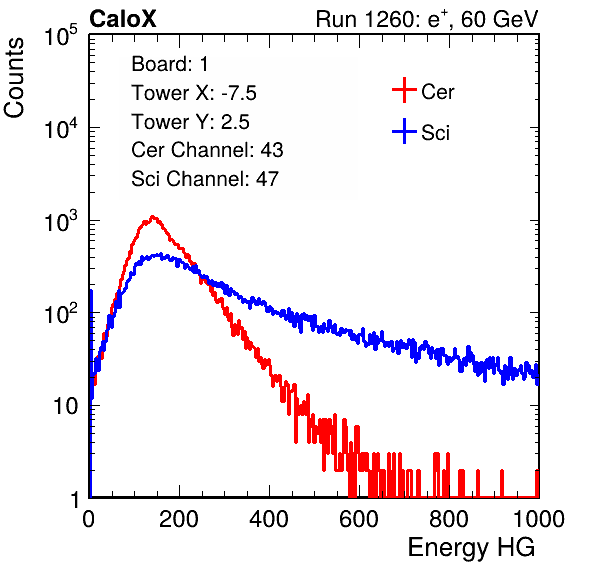 CaloX Run 1260: e⁺, 60 GeV
Board: 1
Tower X: -7.5
Tower Y: 2.5
Cer Channel: 43
Sci Channel: 47
Cer
Sci
Counts
10⁵
10⁴
10³
10²
10
1
0 200 400 600 800 1000
Energy HG